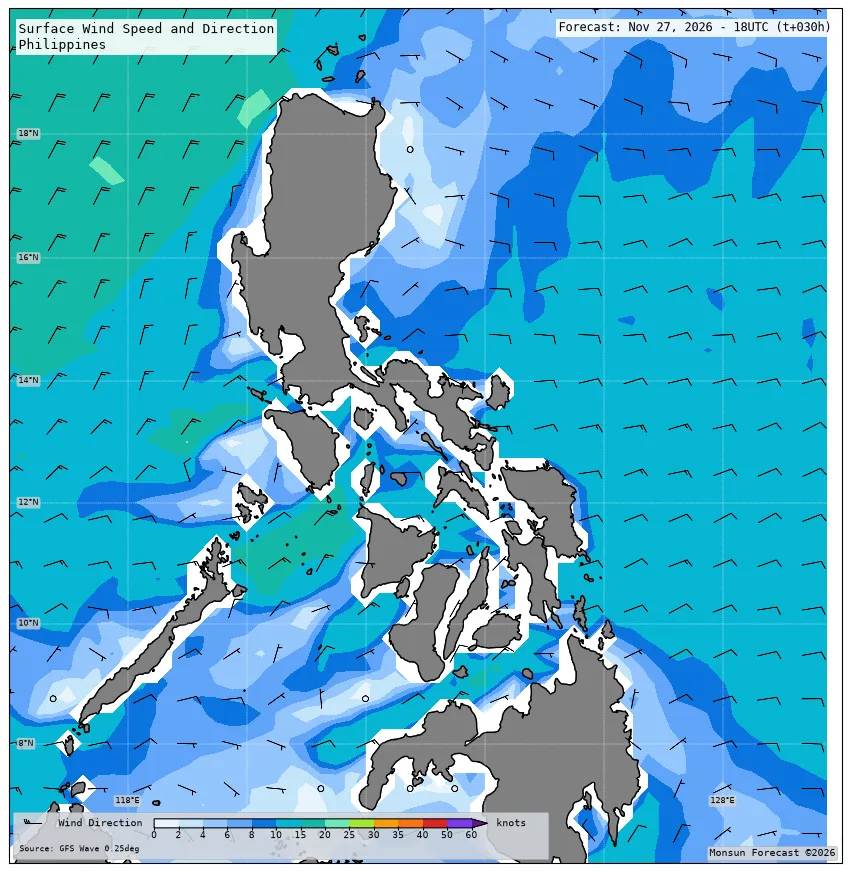 Surface Wind Speed and Direction
Philippines
Forecast: Nov 27, 2026 - 18UTC (t+030h)
18°N
16°N
14°N
12°N
10°N
8°N
118°E
128°E
Wind Direction
knots
0 2 4 6 8 10 15 20 25 30 35 40 50 60
Source: GFS Wave 0.25deg
Monsun Forecast ©2026